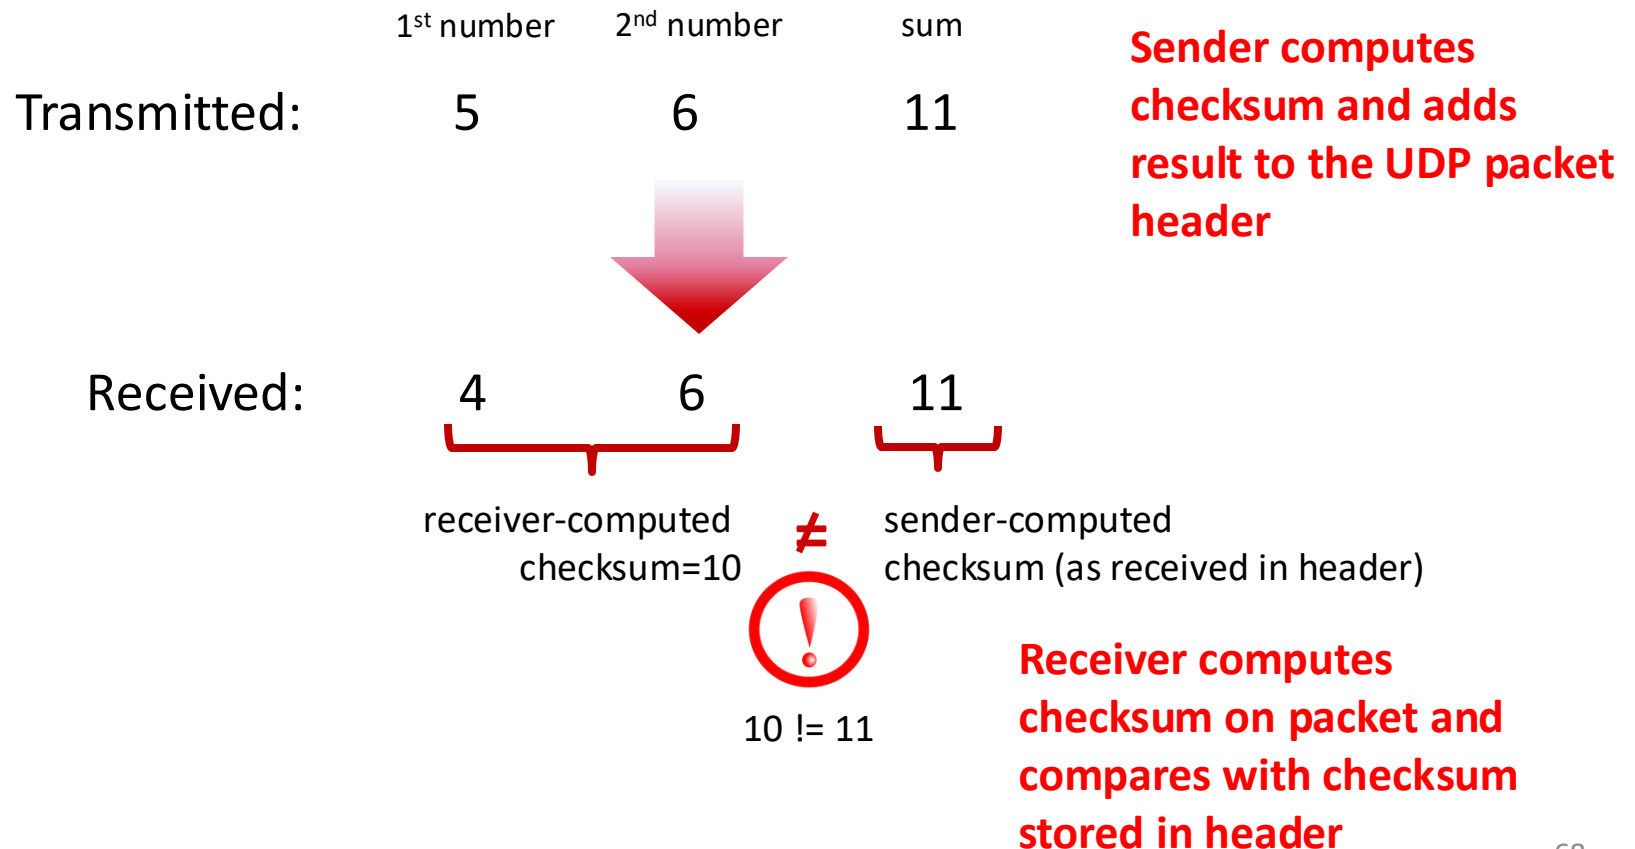 1st number 2nd number sum
Transmitted: 5 6 11
Sender computes
checksum and adds
result to the UDP packet
header
Received: 4 6 11
receiver-computed
checksum=10
≠
sender-computed
checksum (as received in header)
!
10 != 11
Receiver computes
checksum on packet and
compares with checksum
stored in header